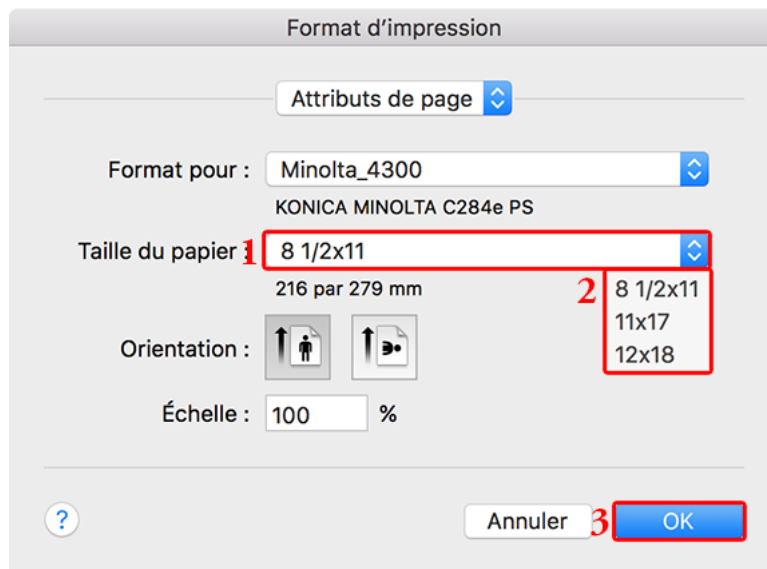 Format d'impression
Attributs de page
Format pour : Minolta_4300
KONICA MINOLTA C284e PS
Taille du papier : 1 8 1/2x11
216 par 279 mm
2 8 1/2x11
11x17
12x18
Orientation :
Échelle : 100 %
? Annuler 3 OK